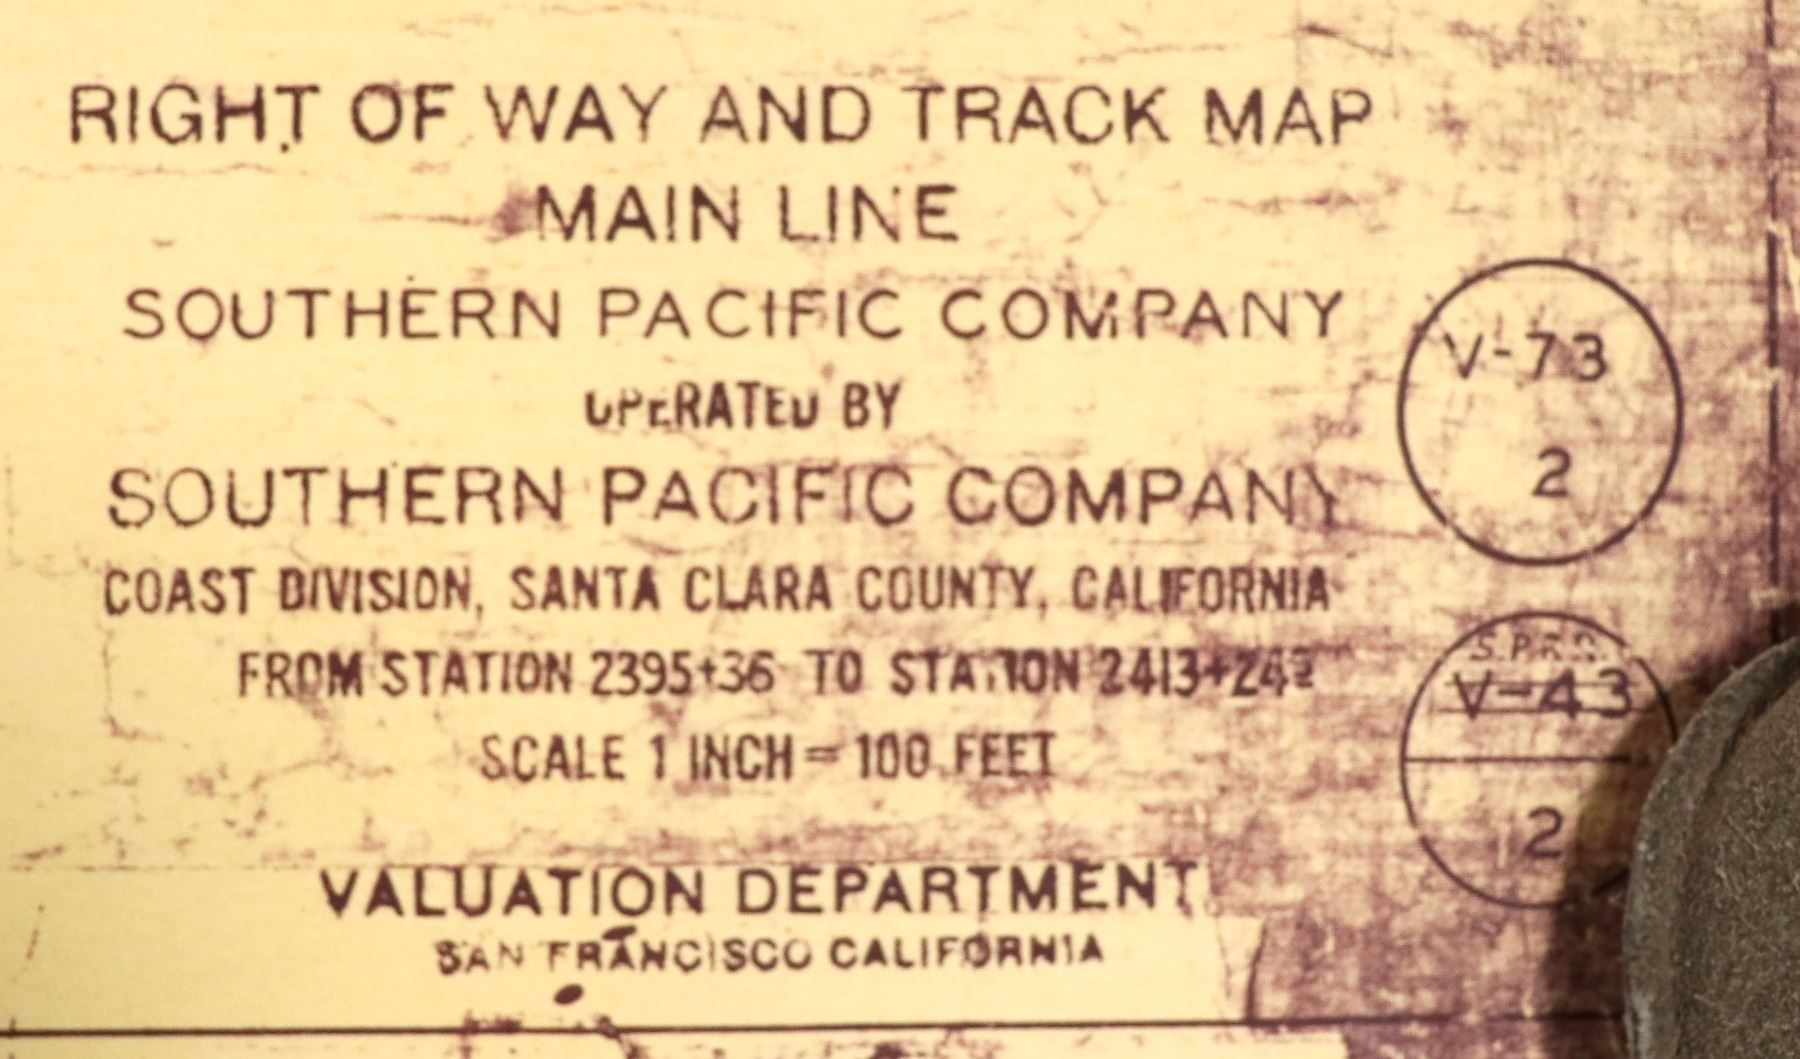 RIGHT OF WAY AND TRACK MAP
MAIN LINE
SOUTHERN PACIFIC COMPANY
OPERATED BY
SOUTHERN PACIFIC COMPANY
COAST DIVISION, SANTA CLARA COUNTY, CALIFORNIA
FROM STATION 2395+36 TO STATION
SCALE 1 INCH = 100 FEET
VALUATION DEPARTMENT
SAN FRANCISCO CALIFORNIA
V-73
2
V-43
2